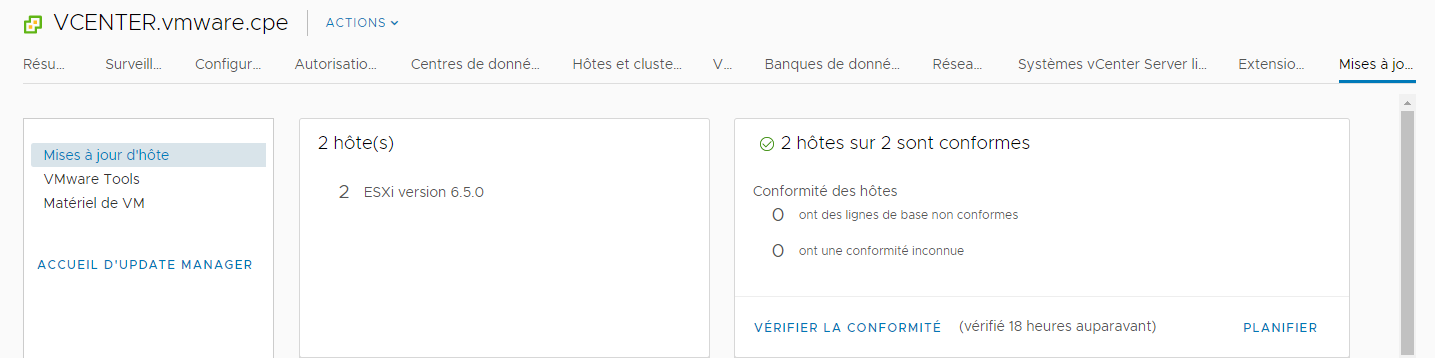 VCENTER.vmware.cpe ACTIONS
Résu... Surveill... Configur... Autorisatio... Centres de donné... Hôtes et cluste... V... Banques de donné... Résea... Systèmes vCenter Server li... Extensio... Mises à jo...
Mises à jour d'hôte
VMware Tools
Matériel de VM
ACCUEIL D'UPDATE MANAGER
2 hôte(s)
2 ESXi version 6.5.0
2 hôtes sur 2 sont conformes
Conformité des hôtes
0 ont des lignes de base non conformes
0 ont une conformité inconnue
VÉRIFIER LA CONFORMITÉ (vérifié 18 heures auparavant) PLANIFIER